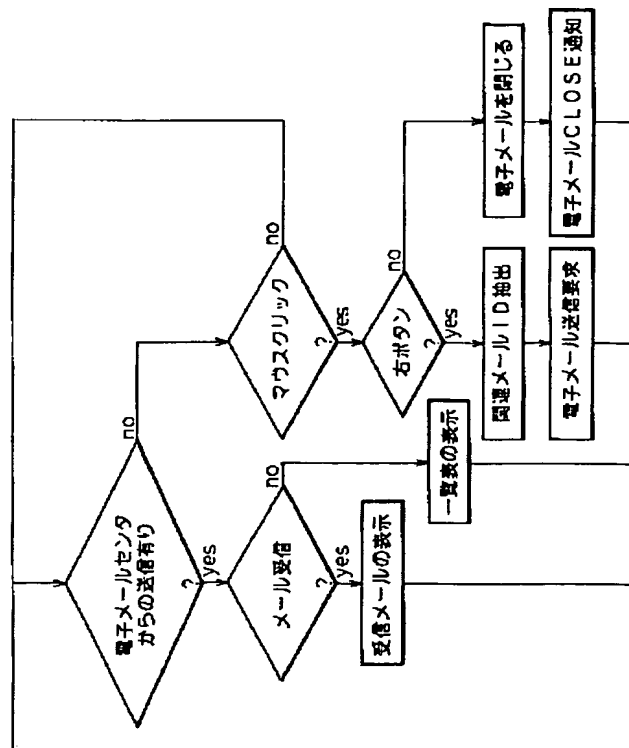 電子メールセンタ
からの送信有り
?
no
yes
メール受信
?
no
yes
受信メールの表示
一覧表の表示
マウスクリック
?
no
yes
右ボタン
?
no
yes
関連メールID抽出
電子メール送信要求
電子メールを閉じる
電子メールCLOSE通知